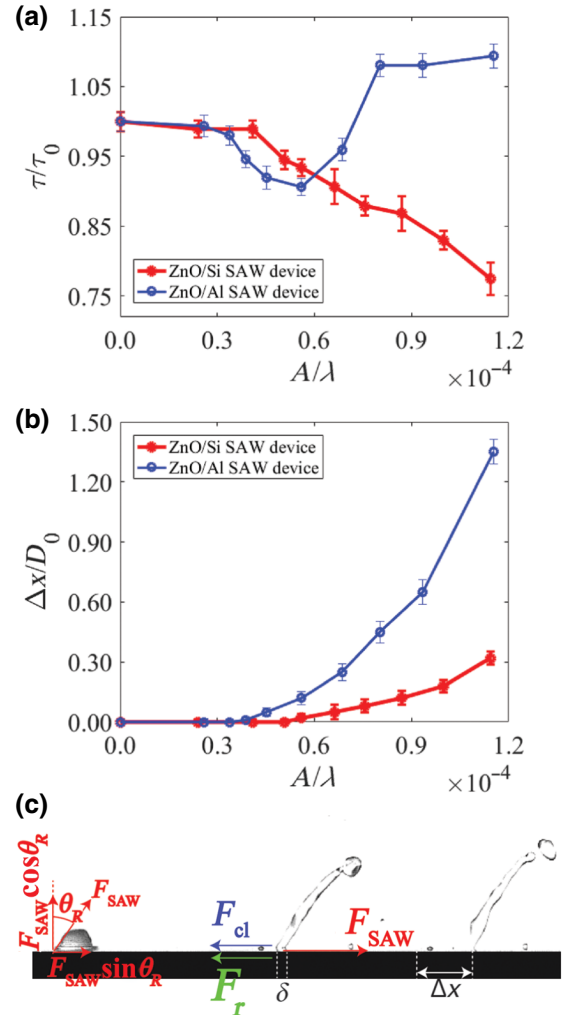 (a)
1.15
1.05
0.95
0.85
0.75
τ/τ0
ZnO/Si SAW device
ZnO/Al SAW device
0.0 0.3 0.6 0.9 1.2
A/λ ×10-4
(b)
1.50
1.20
0.90
0.60
0.30
0.00
Δx/D0
ZnO/Si SAW device
ZnO/Al SAW device
0.0 0.3 0.6 0.9 1.2
A/λ ×10-4
(c)
FSAW cosθR
θR
FSAW
FSAW sinθR
Fcl
Fr
FSAW
δ
Δx